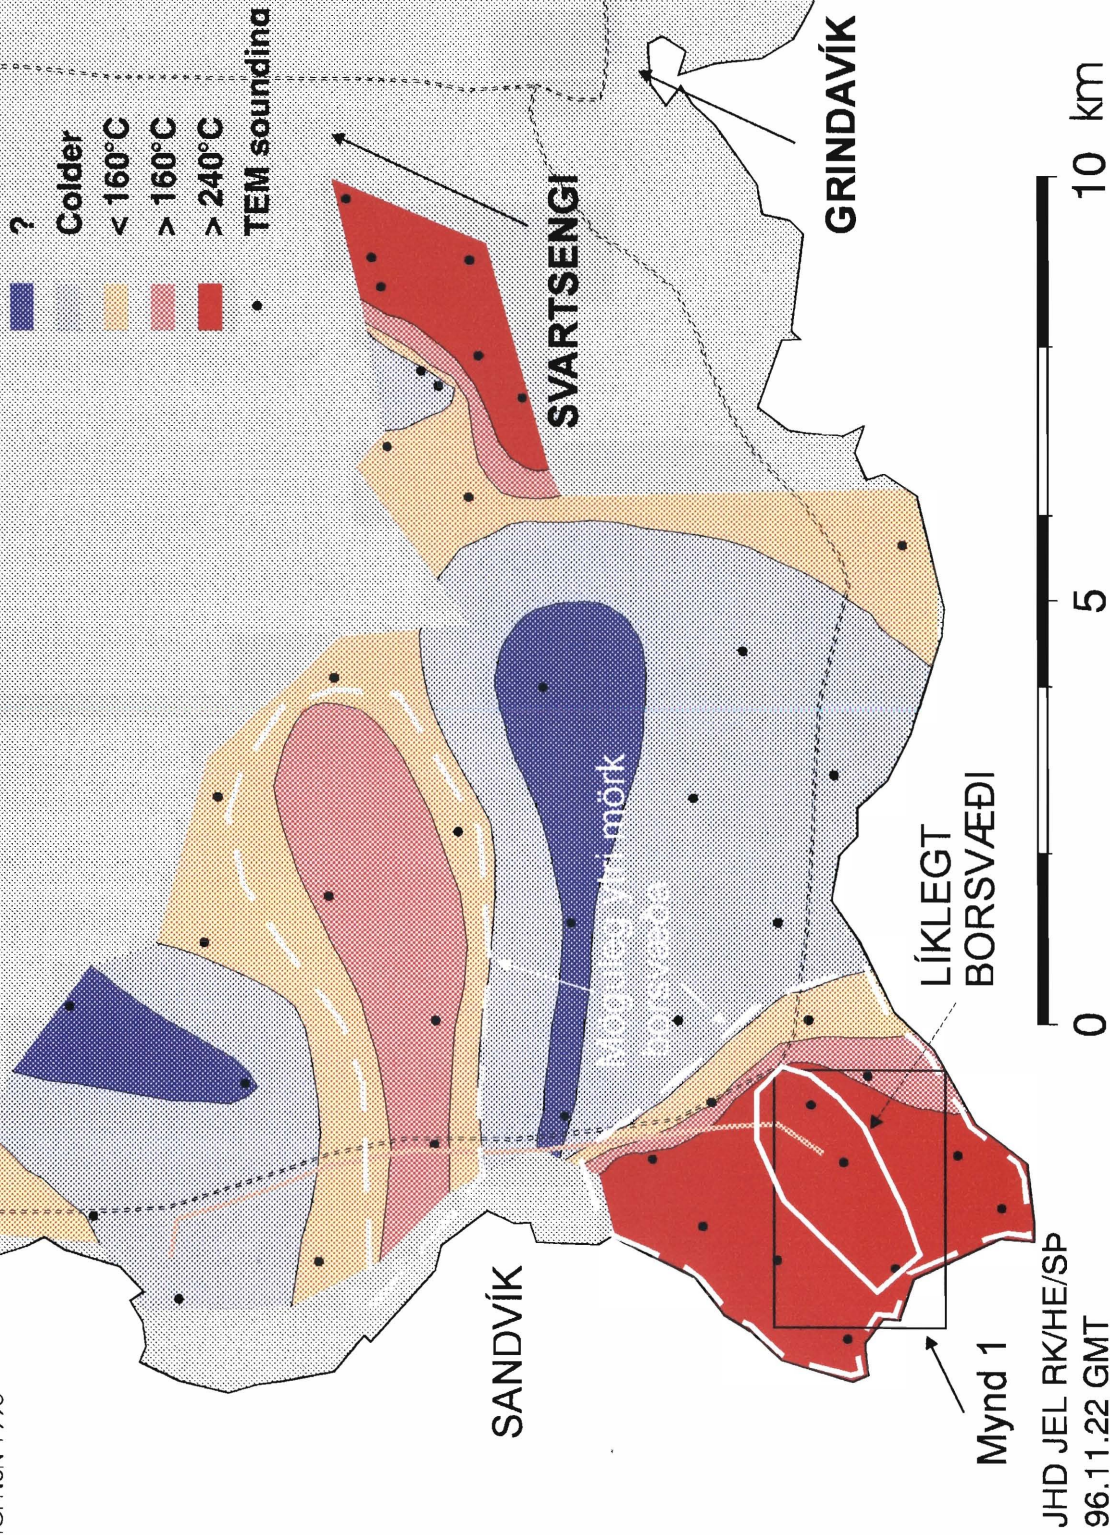 ?
Colder
< 160°C
> 160°C
> 240°C
TEM sounding
SVARTSENGI
GRINDAVÍK
Möguleg ytri mörk
borsvæða
SANDVÍK
LÍKLEGT
BORSVÆÐI
Mynd 1
0 5 10 km
JHD JEL RK/HE/SÞ
96.11.22 GMT